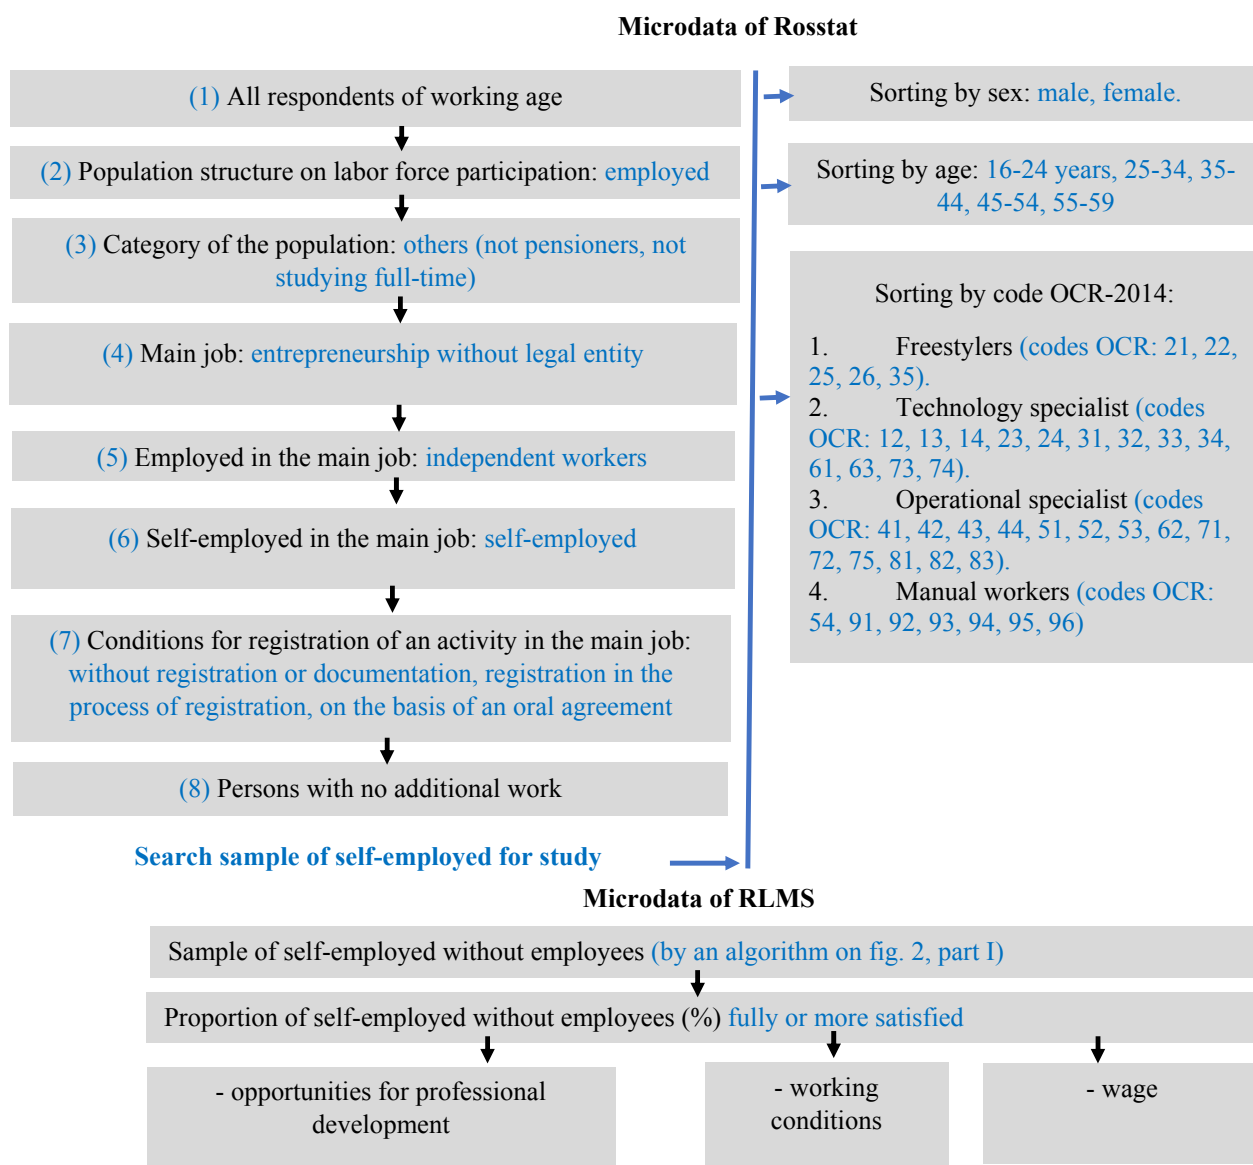 Microdata of Rosstat
(1) All respondents of working age
(2) Population structure on labor force participation: employed
(3) Category of the population: others (not pensioners, not
studying full-time)
(4) Main job: entrepreneurship without legal entity
(5) Employed in the main job: independent workers
(6) Self-employed in the main job: self-employed
(7) Conditions for registration of an activity in the main job:
without registration or documentation, registration in the
process of registration, on the basis of an oral agreement
(8) Persons with no additional work
Search sample of self-employed for study
Sorting by sex: male, female.
Sorting by age: 16-24 years, 25-34, 35-
44, 45-54, 55-59
Sorting by code OCR-2014:
1. Freestylers (codes OCR: 21, 22,
25, 26, 35).
2. Technology specialist (codes
OCR: 12, 13, 14, 23, 24, 31, 32, 33, 34,
61, 63, 73, 74).
3. Operational specialist (codes
OCR: 41, 42, 43, 44, 51, 52, 53, 62, 71,
72, 75, 81, 82, 83).
4. Manual workers (codes OCR:
54, 91, 92, 93, 94, 95, 96)
Microdata of RLMS
Sample of self-employed without employees (by an algorithm on fig. 2, part I)
Proportion of self-employed without employees (%) fully or more satisfied
- opportunities for professional
development
- working
conditions
- wage